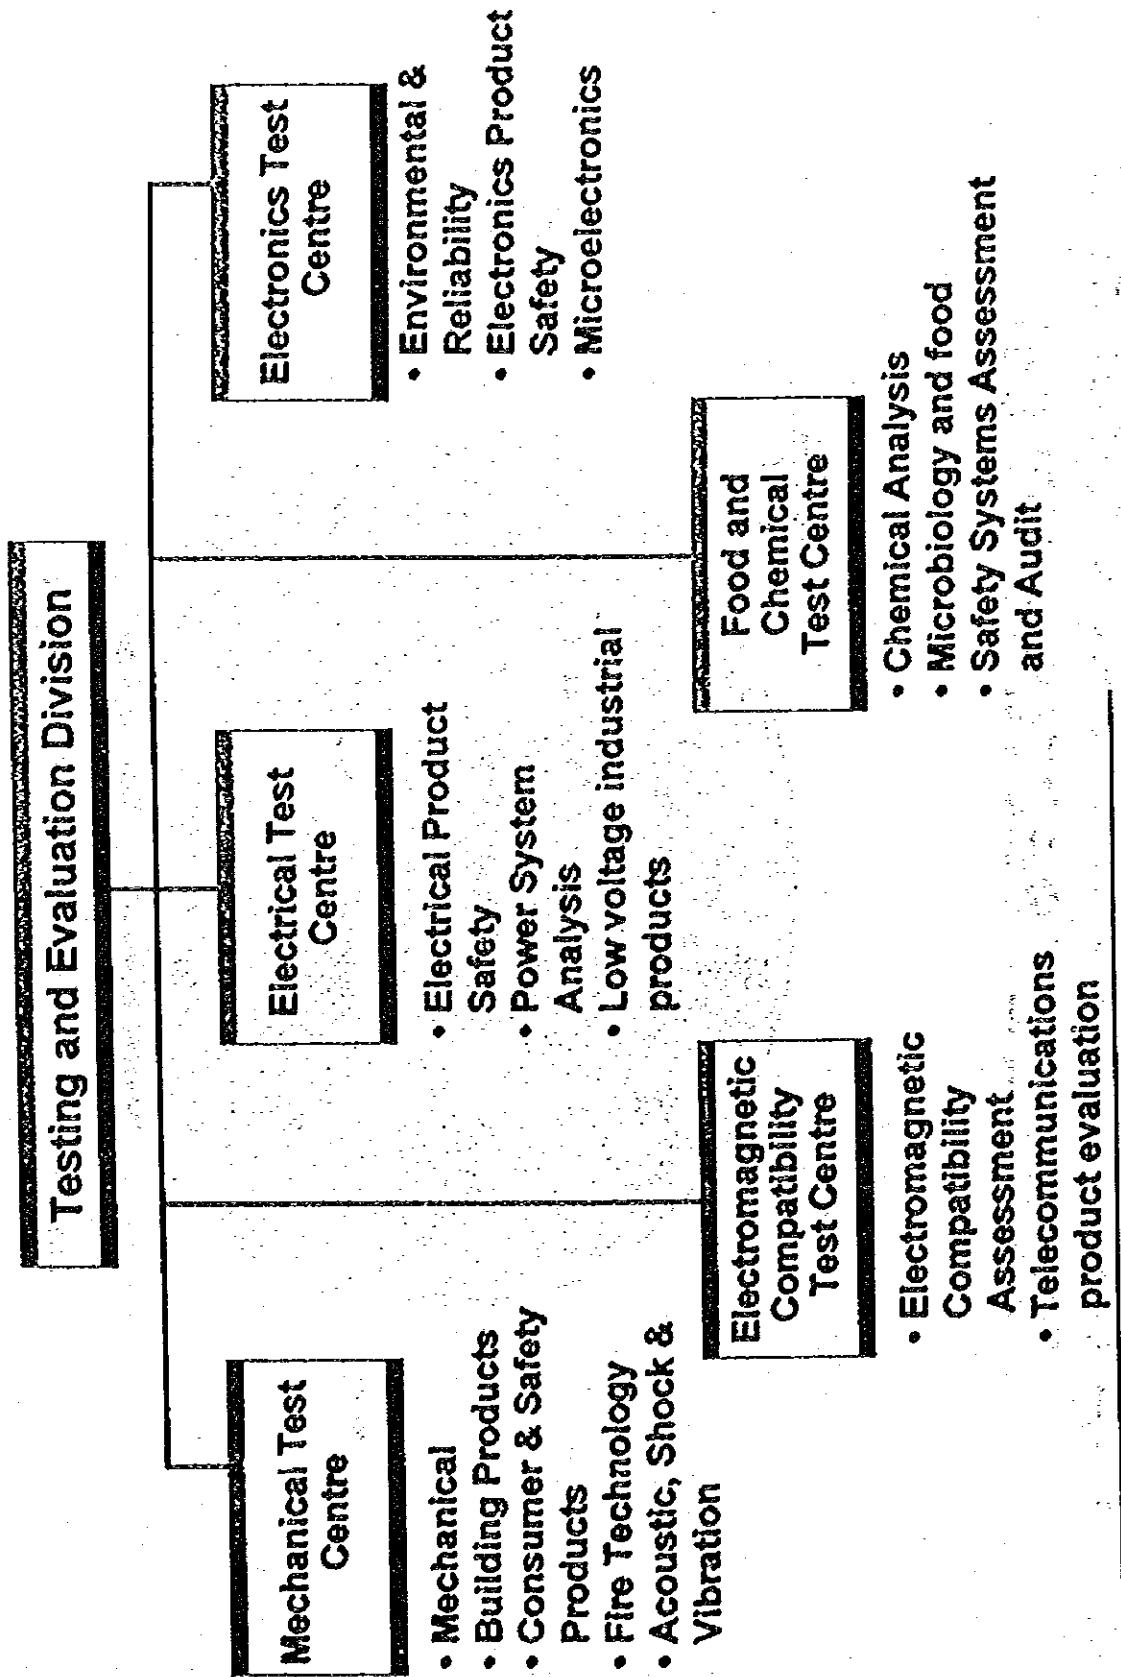 Testing and Evaluation Division
Mechanical Test
Centre
• Mechanical
• Building Products
• Consumer & Safety
Products
• Fire Technology
• Acoustic, Shock &
Vibration
Electromagnetic
Compatibility
Test Centre
• Electromagnetic
Compatibility
Assessment
• Telecommunications
product evaluation
Electrical Test
Centre
• Electrical Product
Safety
• Power System
Analysis
• Low voltage industrial
products
Food and
Chemical
Test Centre
• Chemical Analysis
• Microbiology and food
• Safety Systems Assessment
and Audit
Electronics Test
Centre
• Environmental &
Reliability
• Electronics Product
Safety
• Microelectronics